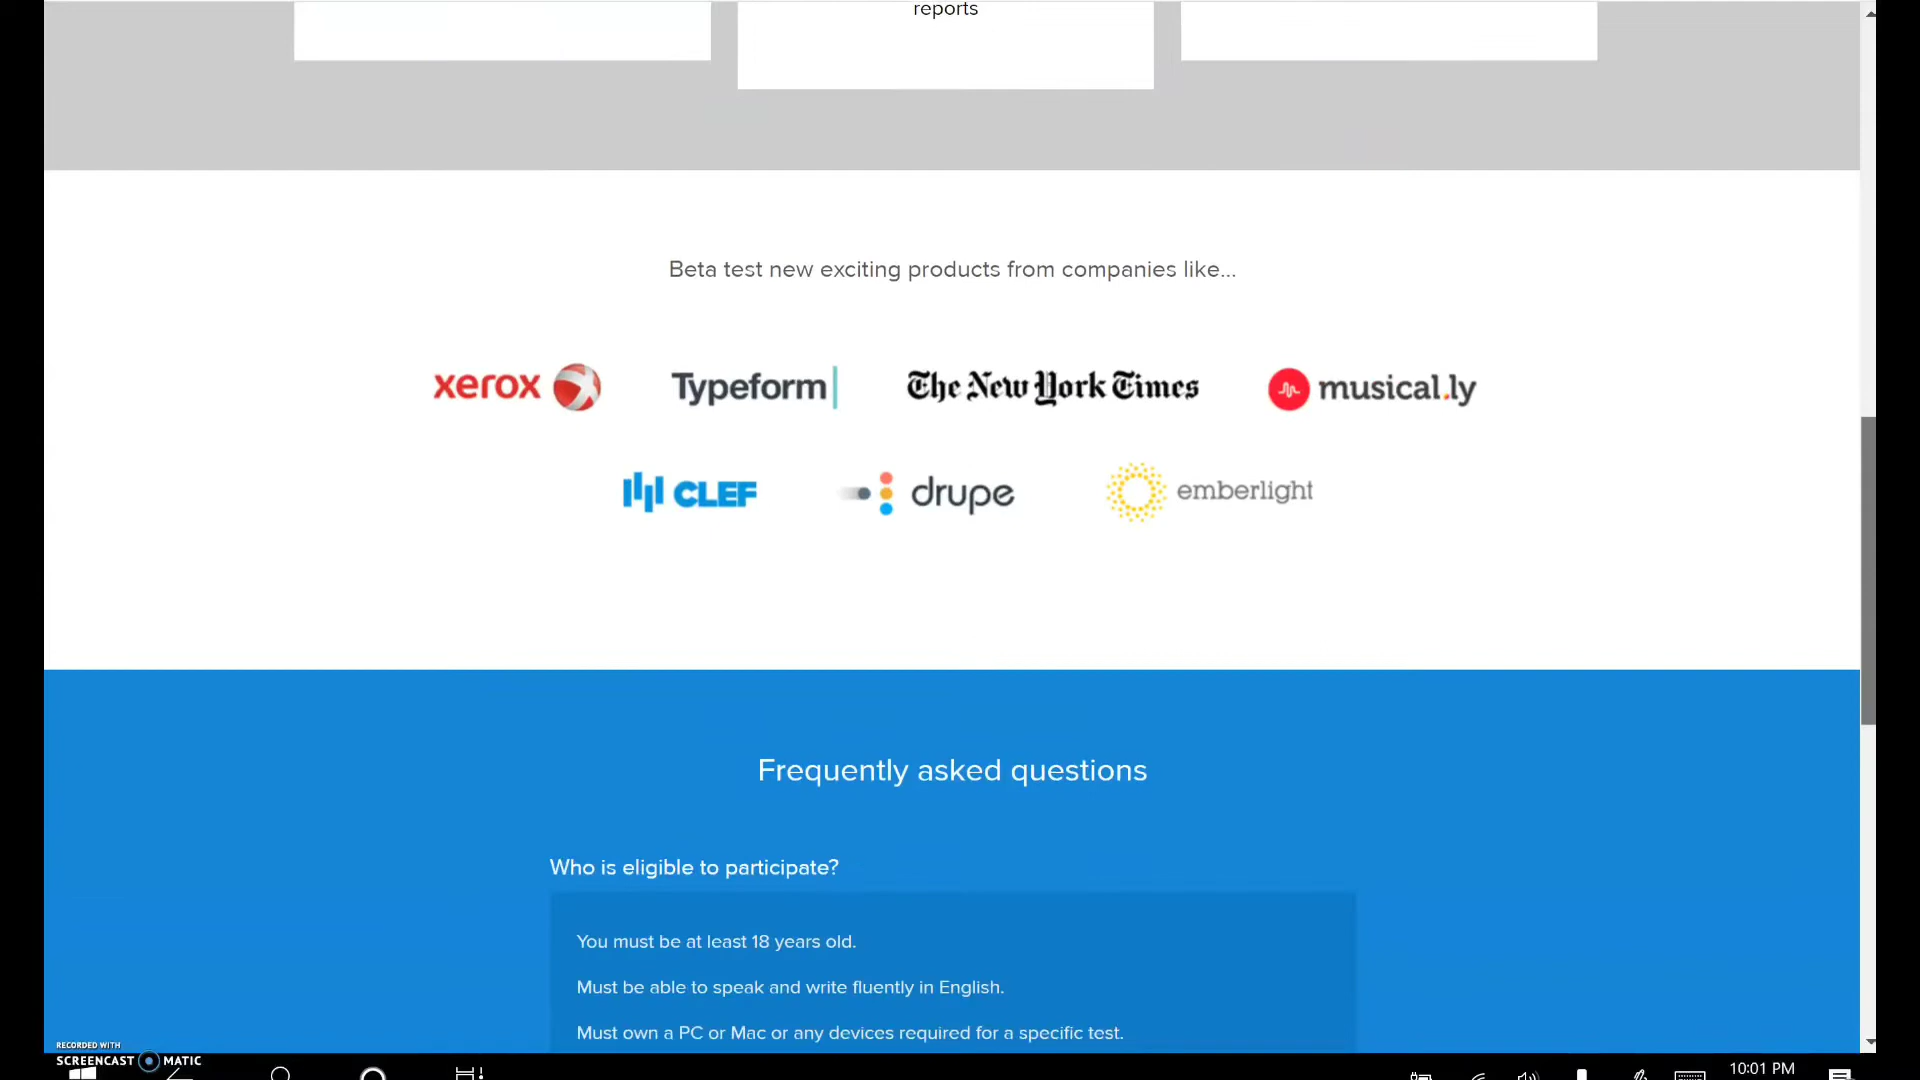 reports
Beta test new exciting products from companies like...
xerox Typeform The New York Times musical.ly
CLEF drupe emberlight
Frequently asked questions
Who is eligible to participate?
You must be at least 18 years old.
Must be able to speak and write fluently in English.
Must own a PC or Mac or any devices required for a specific test.
RECORDED WITH
SCREENCAST MATIC
10:01 PM